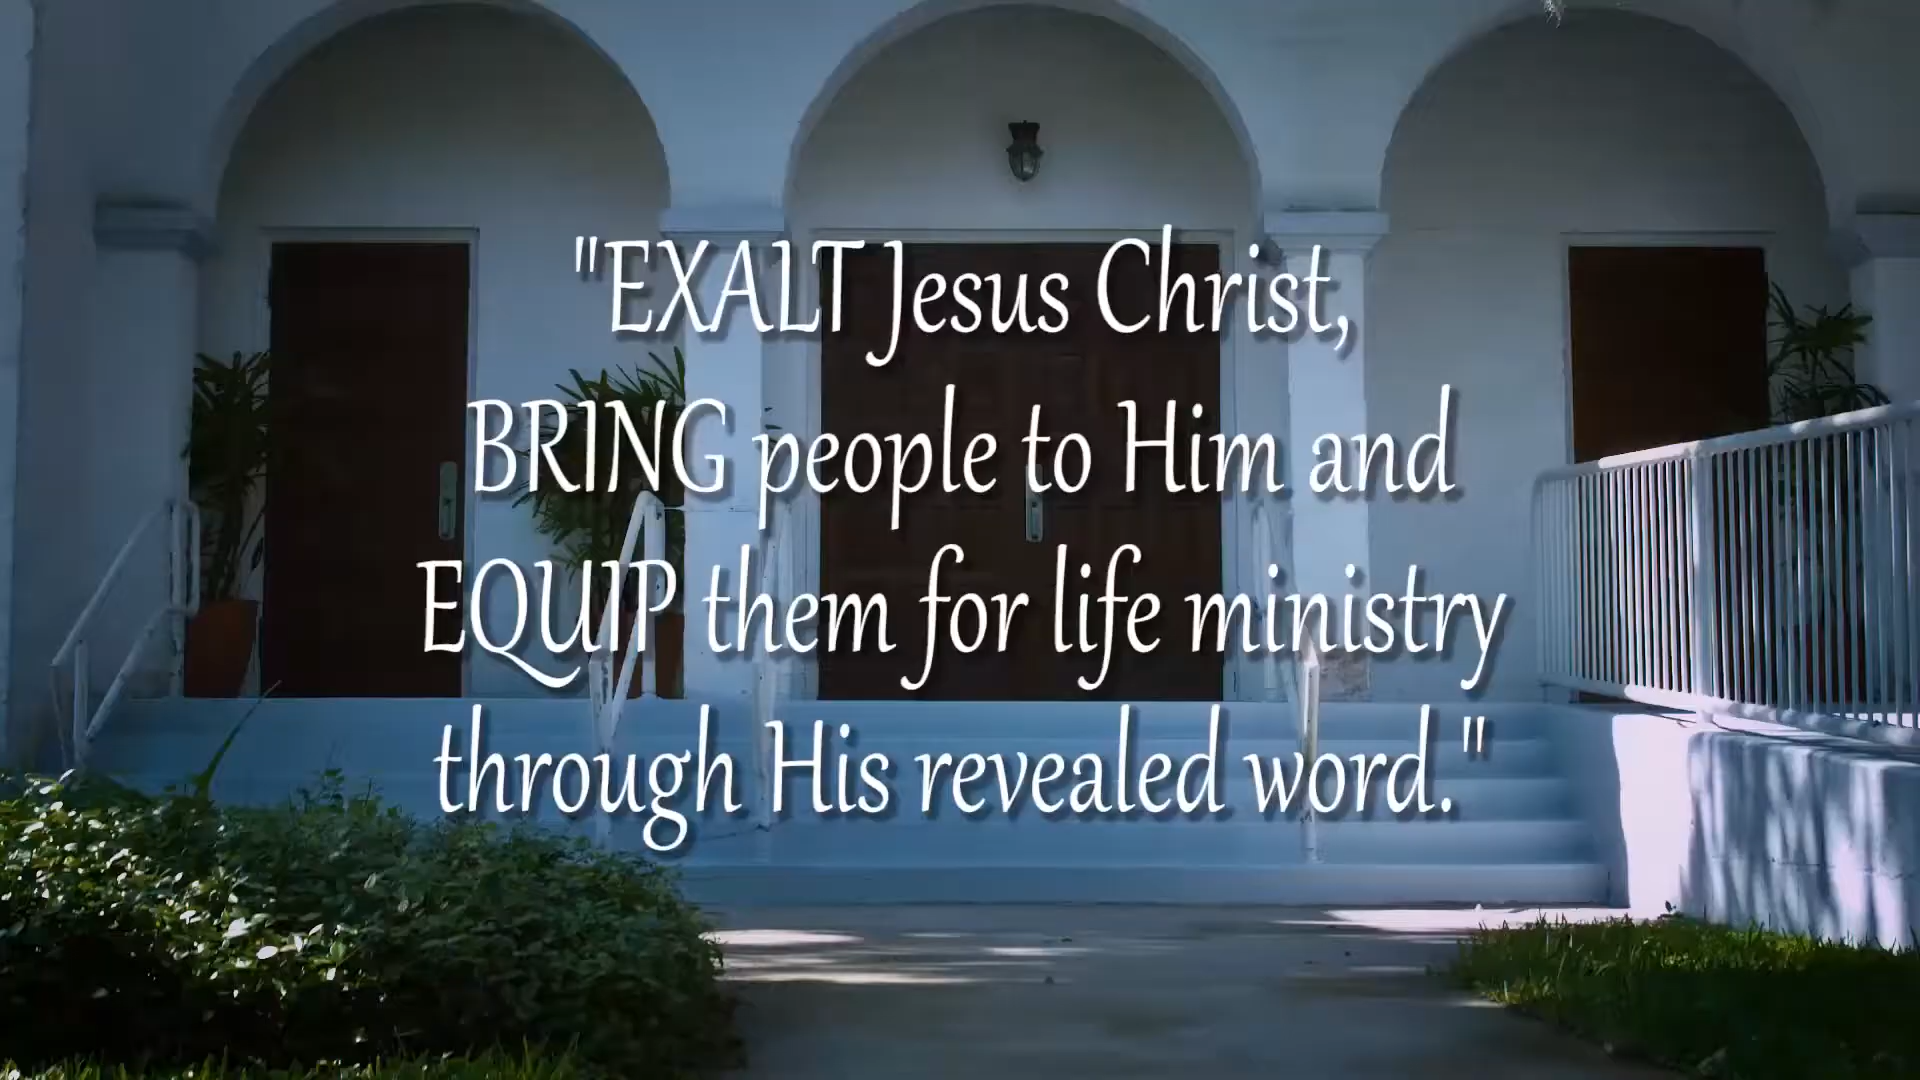 "EXALT Jesus Christ,
BRING people to Him and
EQUIP them for life ministry
through His revealed word."